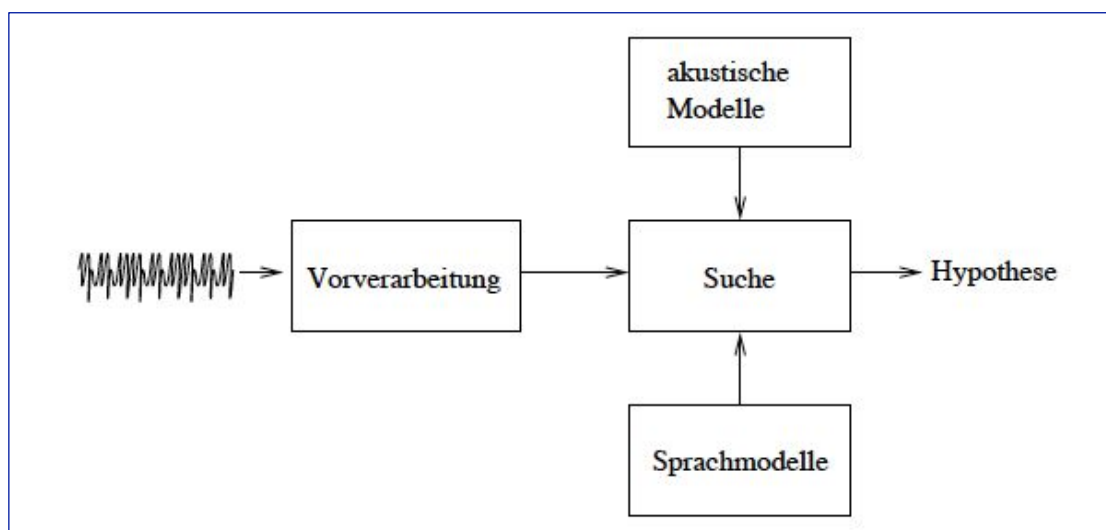 akustische
Modelle
Vorverarbeitung
Suche
Hypothese
Sprachmodelle